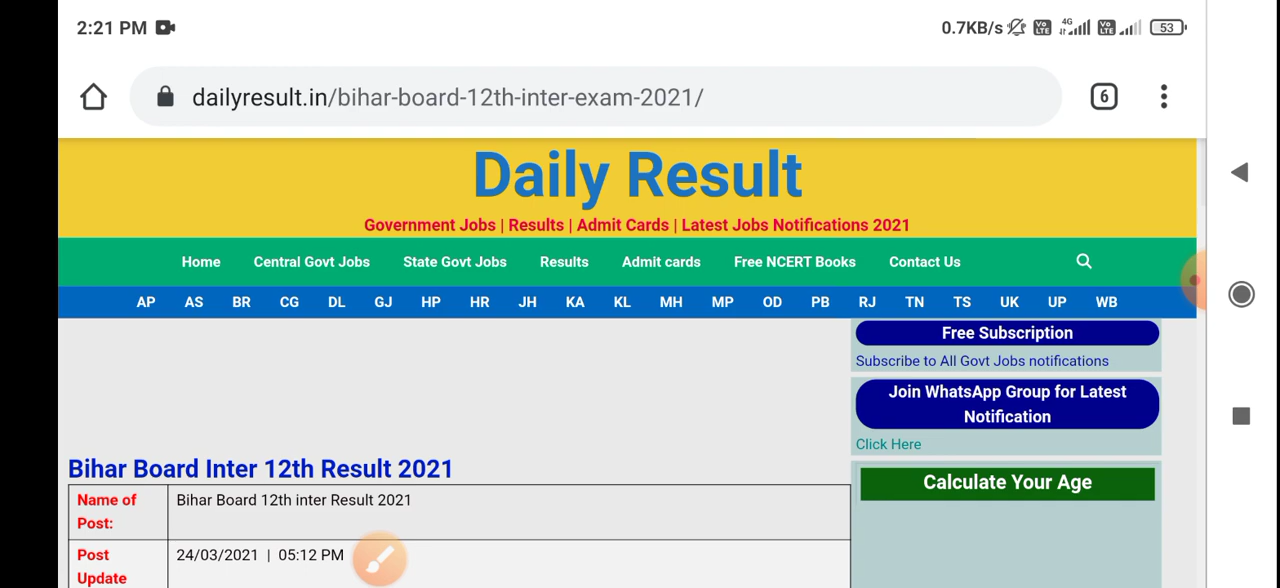 2:21 PM
0.7KB/s 4G Vo LTE Vo LTE 53
dailyresult.in/bihar-board-12th-inter-exam-2021/
6
Daily Result
Government Jobs | Results | Admit Cards | Latest Jobs Notifications 2021
Home Central Govt Jobs State Govt Jobs Results Admit cards Free NCERT Books Contact Us
AP AS BR CG DL GJ HP HR JH KA KL MH MP OD PB RJ TN TS UK UP WB
Free Subscription
Subscribe to All Govt Jobs notifications
Join WhatsApp Group for Latest
Notification
Click Here
Calculate Your Age
Bihar Board Inter 12th Result 2021
Name of
Post:
Bihar Board 12th inter Result 2021
Post
Update
24/03/2021 | 05:12 PM